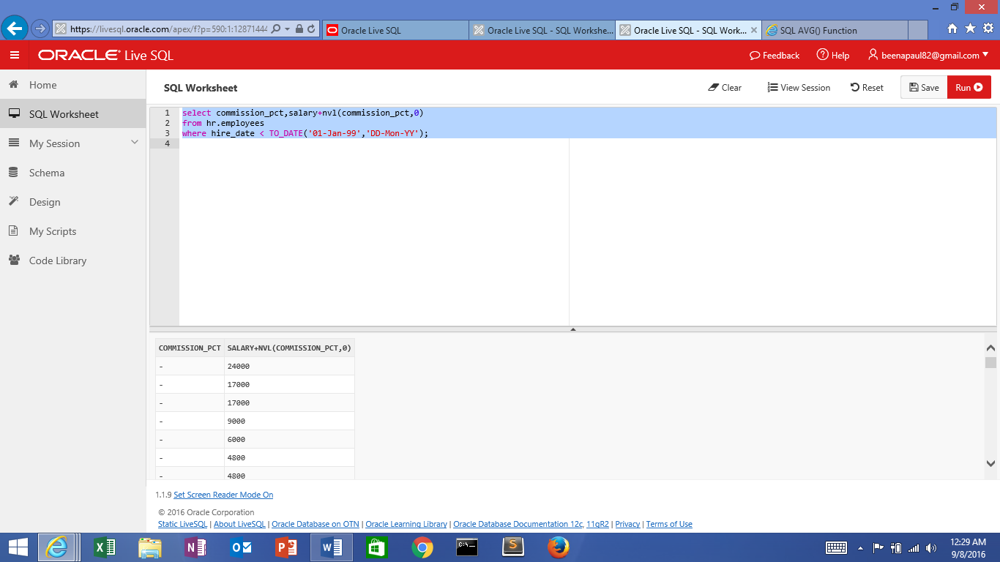 https://livesql.oracle.com/apex/f?p=590:1:12871444
Oracle Live SQL
Oracle Live SQL - SQL Workshe...
Oracle Live SQL - SQL Work...
SQL AVG() Function
ORACLE Live SQL
Feedback
Help
beenapaul82@gmail.com
Home
SQL Worksheet
My Session
Schema
Design
My Scripts
Code Library
SQL Worksheet
Clear
View Session
Reset
Save
Run
1 select commission_pct,salary+nvl(commission_pct,0)
2 from hr.employees
3 where hire_date < TO_DATE('01-Jan-99','DD-Mon-YY');
4
COMMISSION_PCT SALARY+NVL(COMMISSION_PCT,0)
- 24000
- 17000
- 17000
- 9000
- 6000
- 4800
- 4800
1.1.9 Set Screen Reader Mode On
© 2016 Oracle Corporation
Static LiveSQL | About LiveSQL | Oracle Database on OTN | Oracle Learning Library | Oracle Database Documentation 12c, 11gR2 | Privacy | Terms of Use
12:29 AM
9/8/2016